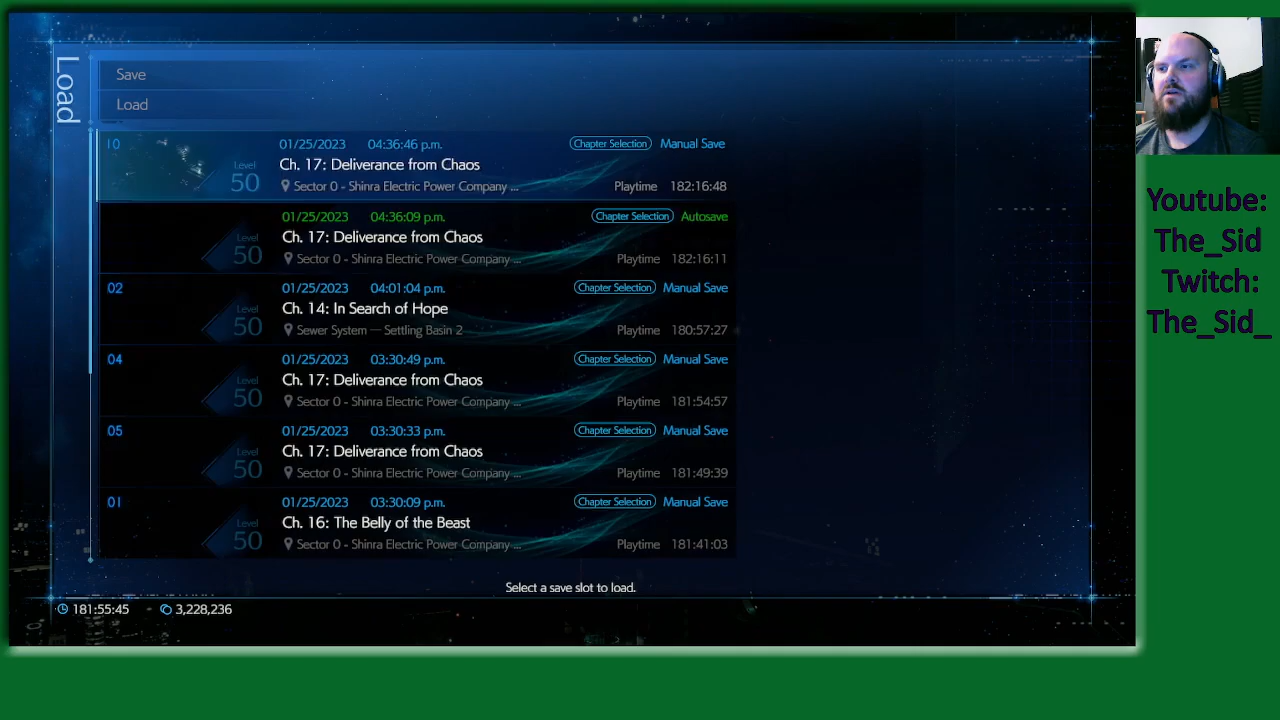 Load
Save
Load
10 01/25/2023 04:36:46 p.m. Chapter Selection Manual Save
Level 50 Ch. 17: Deliverance from Chaos
Sector 0 - Shinra Electric Power Company ... Playtime 182:16:48
01/25/2023 04:36:09 p.m. Chapter Selection Autosave
Level 50 Ch. 17: Deliverance from Chaos
Sector 0 - Shinra Electric Power Company ... Playtime 182:16:11
02 01/25/2023 04:01:04 p.m. Chapter Selection Manual Save
Level 50 Ch. 14: In Search of Hope
Sewer System — Settling Basin 2 Playtime 180:57:27
04 01/25/2023 03:30:49 p.m. Chapter Selection Manual Save
Level 50 Ch. 17: Deliverance from Chaos
Sector 0 - Shinra Electric Power Company ... Playtime 181:54:57
05 01/25/2023 03:30:33 p.m. Chapter Selection Manual Save
Level 50 Ch. 17: Deliverance from Chaos
Sector 0 - Shinra Electric Power Company ... Playtime 181:49:39
01 01/25/2023 03:30:09 p.m. Chapter Selection Manual Save
Level 50 Ch. 16: The Belly of the Beast
Sector 0 - Shinra Electric Power Company ... Playtime 181:41:03
Select a save slot to load.
181:55:45 3,228,236
Youtube:
The_Sid
Twitch:
The_Sid_